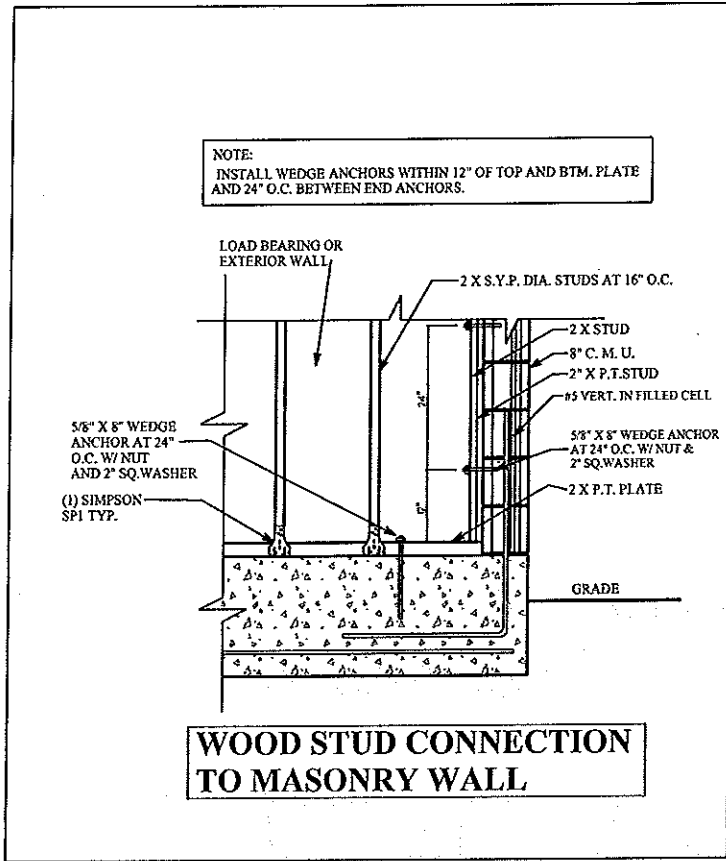 NOTE:
INSTALL WEDGE ANCHORS WITHIN 12" OF TOP AND BTM. PLATE
AND 24" O.C. BETWEEN END ANCHORS.
LOAD BEARING OR
EXTERIOR WALL
2 X S.Y.P. DIA. STUDS AT 16" O.C.
2 X STUD
8" C. M. U.
2" X P.T.STUD
#5 VERT. IN FILLED CELL
24"
5/8" X 8" WEDGE
ANCHOR AT 24"
O.C. W/ NUT
AND 2" SQ.WASHER
5/8" X 8" WEDGE ANCHOR
AT 24" O.C. W/ NUT &
2" SQ.WASHER
12"
2 X P.T. PLATE
(1) SIMPSON
SP1 TYP.
GRADE
WOOD STUD CONNECTION
TO MASONRY WALL